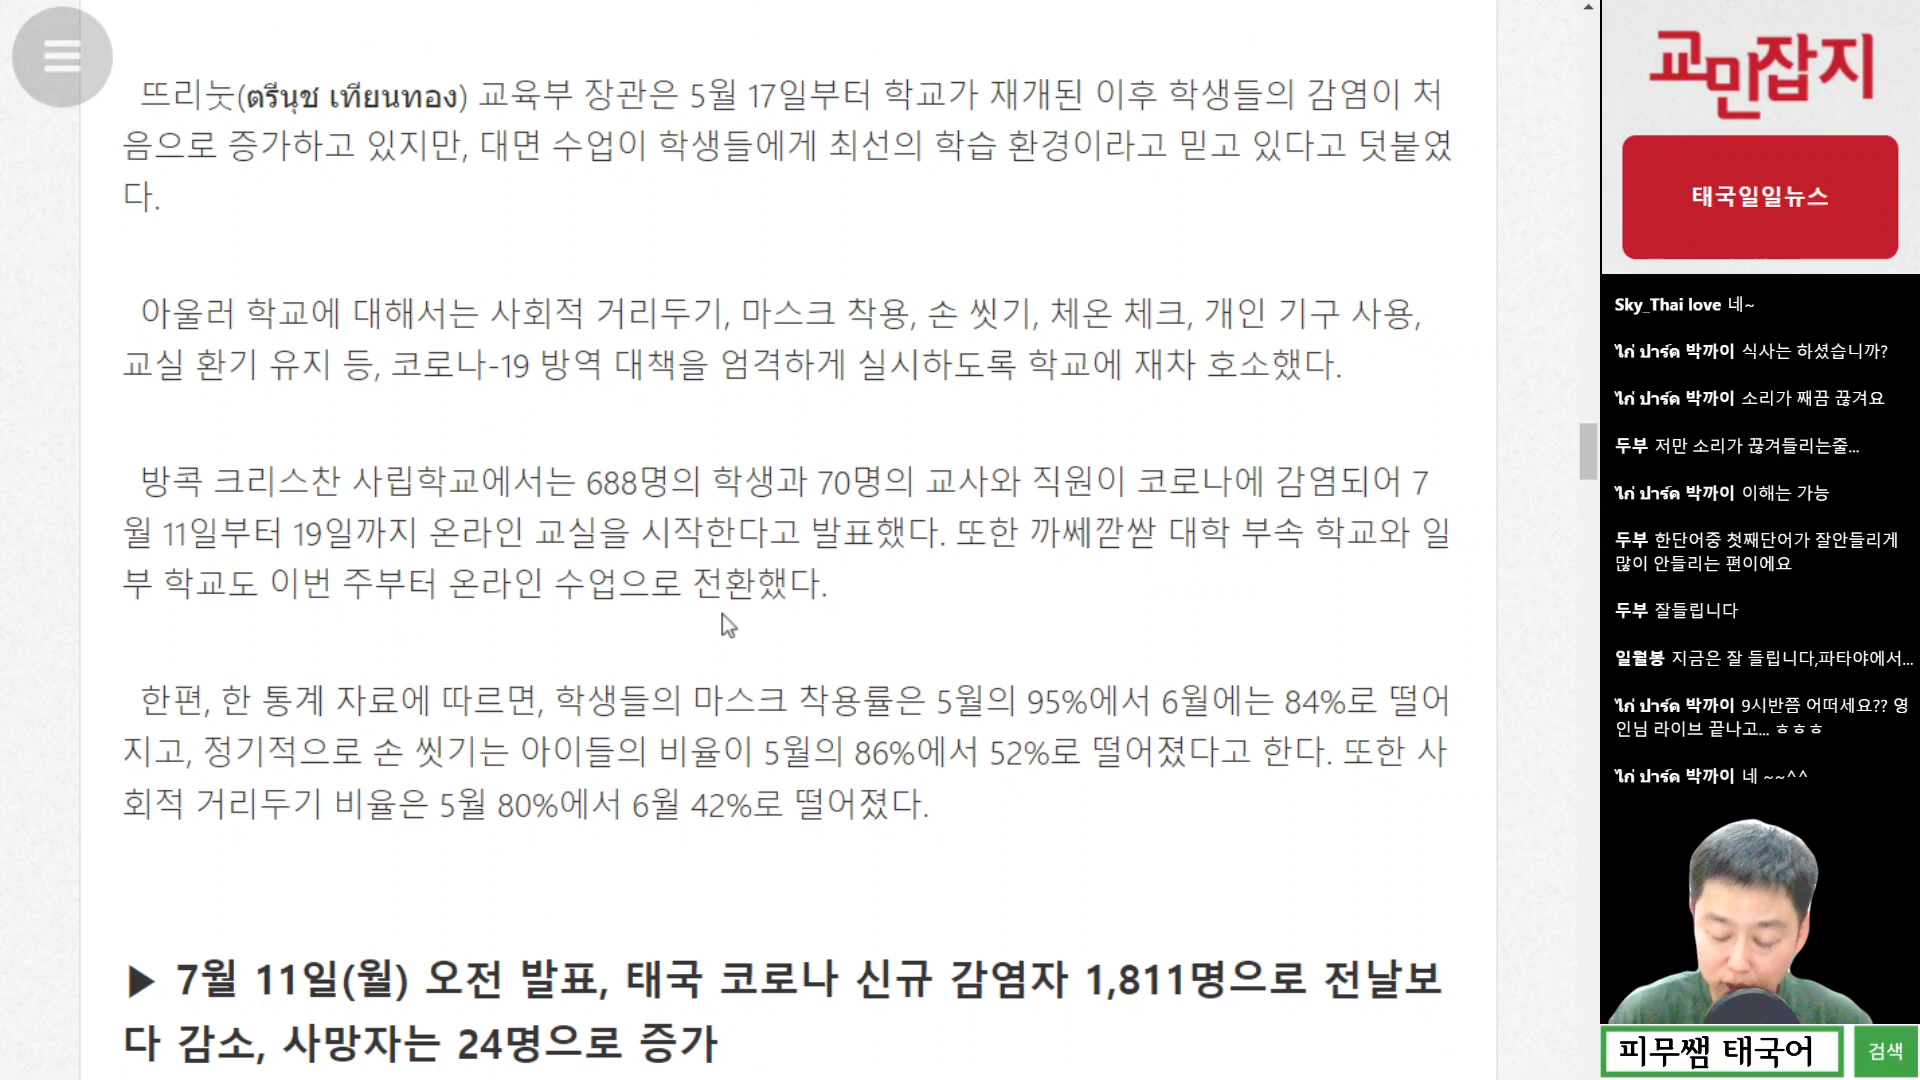 뜨리눗(ตรีนุช เทียนทอง) 교육부 장관은 5월 17일부터 학교가 재개된 이후 학생들의 감염이 처
음으로 증가하고 있지만, 대면 수업이 학생들에게 최선의 학습 환경이라고 믿고 있다고 덧붙였
다.
아울러 학교에 대해서는 사회적 거리두기, 마스크 착용, 손 씻기, 체온 체크, 개인 기구 사용,
교실 환기 유지 등, 코로나-19 방역 대책을 엄격하게 실시하도록 학교에 재차 호소했다.
방콕 크리스찬 사립학교에서는 688명의 학생과 70명의 교사와 직원이 코로나에 감염되어 7
월 11일부터 19일까지 온라인 교실을 시작한다고 발표했다. 또한 까쎄깓싿 대학 부속 학교와 일
부 학교도 이번 주부터 온라인 수업으로 전환했다.
한편, 한 통계 자료에 따르면, 학생들의 마스크 착용률은 5월의 95%에서 6월에는 84%로 떨어
지고, 정기적으로 손 씻기는 아이들의 비율이 5월의 86%에서 52%로 떨어졌다고 한다. 또한 사
회적 거리두기 비율은 5월 80%에서 6월 42%로 떨어졌다.
▶ 7월 11일(월) 오전 발표, 태국 코로나 신규 감염자 1,811명으로 전날보
다 감소, 사망자는 24명으로 증가
교민잡지
태국일일뉴스
Sky_Thai love 네~
ไก่ ปาร์ค 박까이 식사는 하셨습니까?
ไก่ ปาร์ค 박까이 소리가 째끔 끊겨요
두부 저만 소리가 끊겨들리는줄...
ไก่ ปาร์ค 박까이 이해는 가능
두부 한단어중 첫째단어가 잘안들리게
많이 안들리는 편이에요
두부 잘들립니다
일월봉 지금은 잘 들립니다,파타야에서...
ไก่ ปาร์ค 박까이 9시반쯤 어떠세요?? 영
인님 라이브 끝나고... ㅎㅎㅎ
ไก่ ปาร์ค 박까이 네 ~~^^
피무쌤 태국어
검색